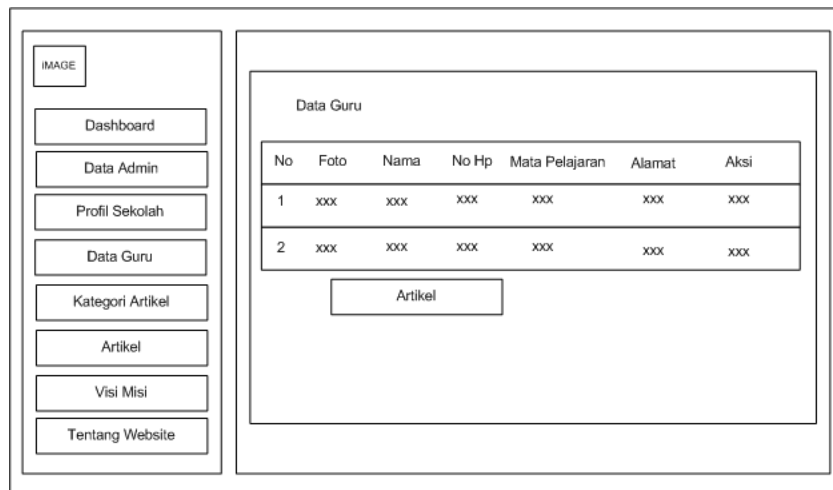 IMAGE
Dashboard
Data Admin
Profil Sekolah
Data Guru
Kategori Artikel
Artikel
Visi Misi
Tentang Website
Data Guru
No Foto Nama No Hp Mata Pelajaran Alamat Aksi
1 xxx xxx xxx xxx xxx xxx
2 xxx xxx xxx xxx xxx xxx
Artikel